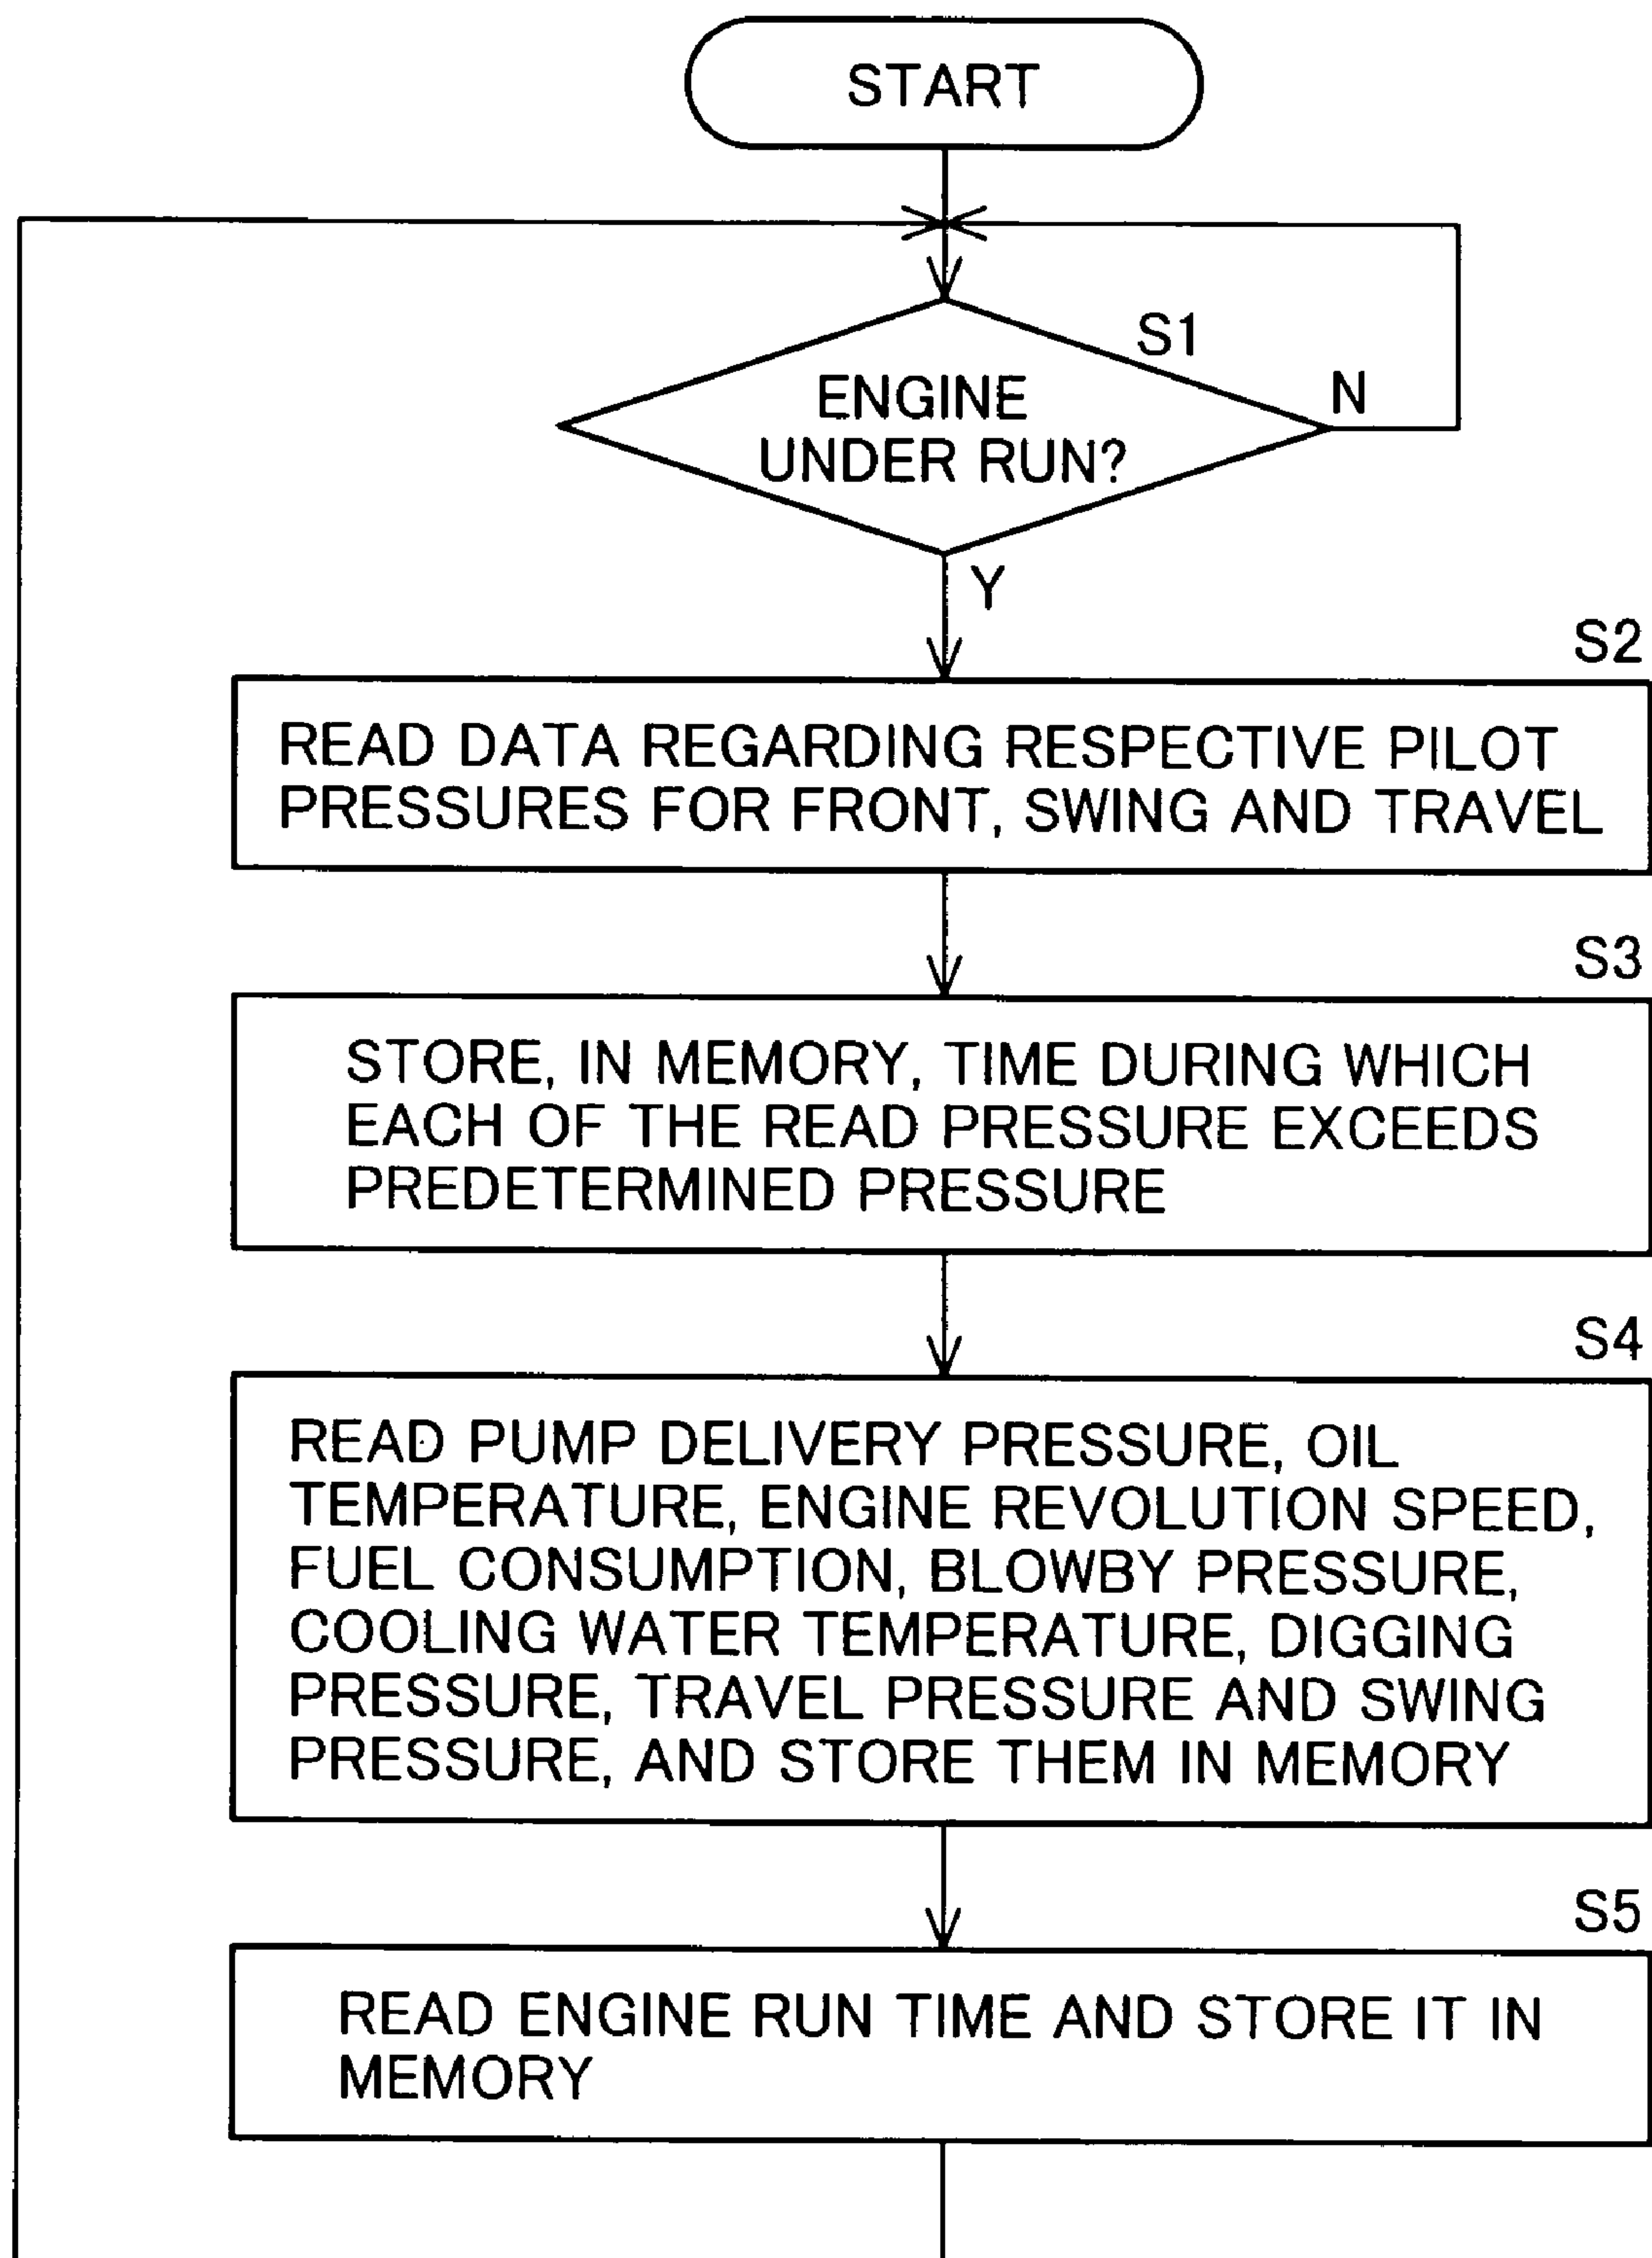 START
S1
ENGINE
UNDER RUN?
N
Y
S2
READ DATA REGARDING RESPECTIVE PILOT
PRESSURES FOR FRONT, SWING AND TRAVEL
S3
STORE, IN MEMORY, TIME DURING WHICH
EACH OF THE READ PRESSURE EXCEEDS
PREDETERMINED PRESSURE
S4
READ PUMP DELIVERY PRESSURE, OIL
TEMPERATURE, ENGINE REVOLUTION SPEED,
FUEL CONSUMPTION, BLOWBY PRESSURE,
COOLING WATER TEMPERATURE, DIGGING
PRESSURE, TRAVEL PRESSURE AND SWING
PRESSURE, AND STORE THEM IN MEMORY
S5
READ ENGINE RUN TIME AND STORE IT IN
MEMORY